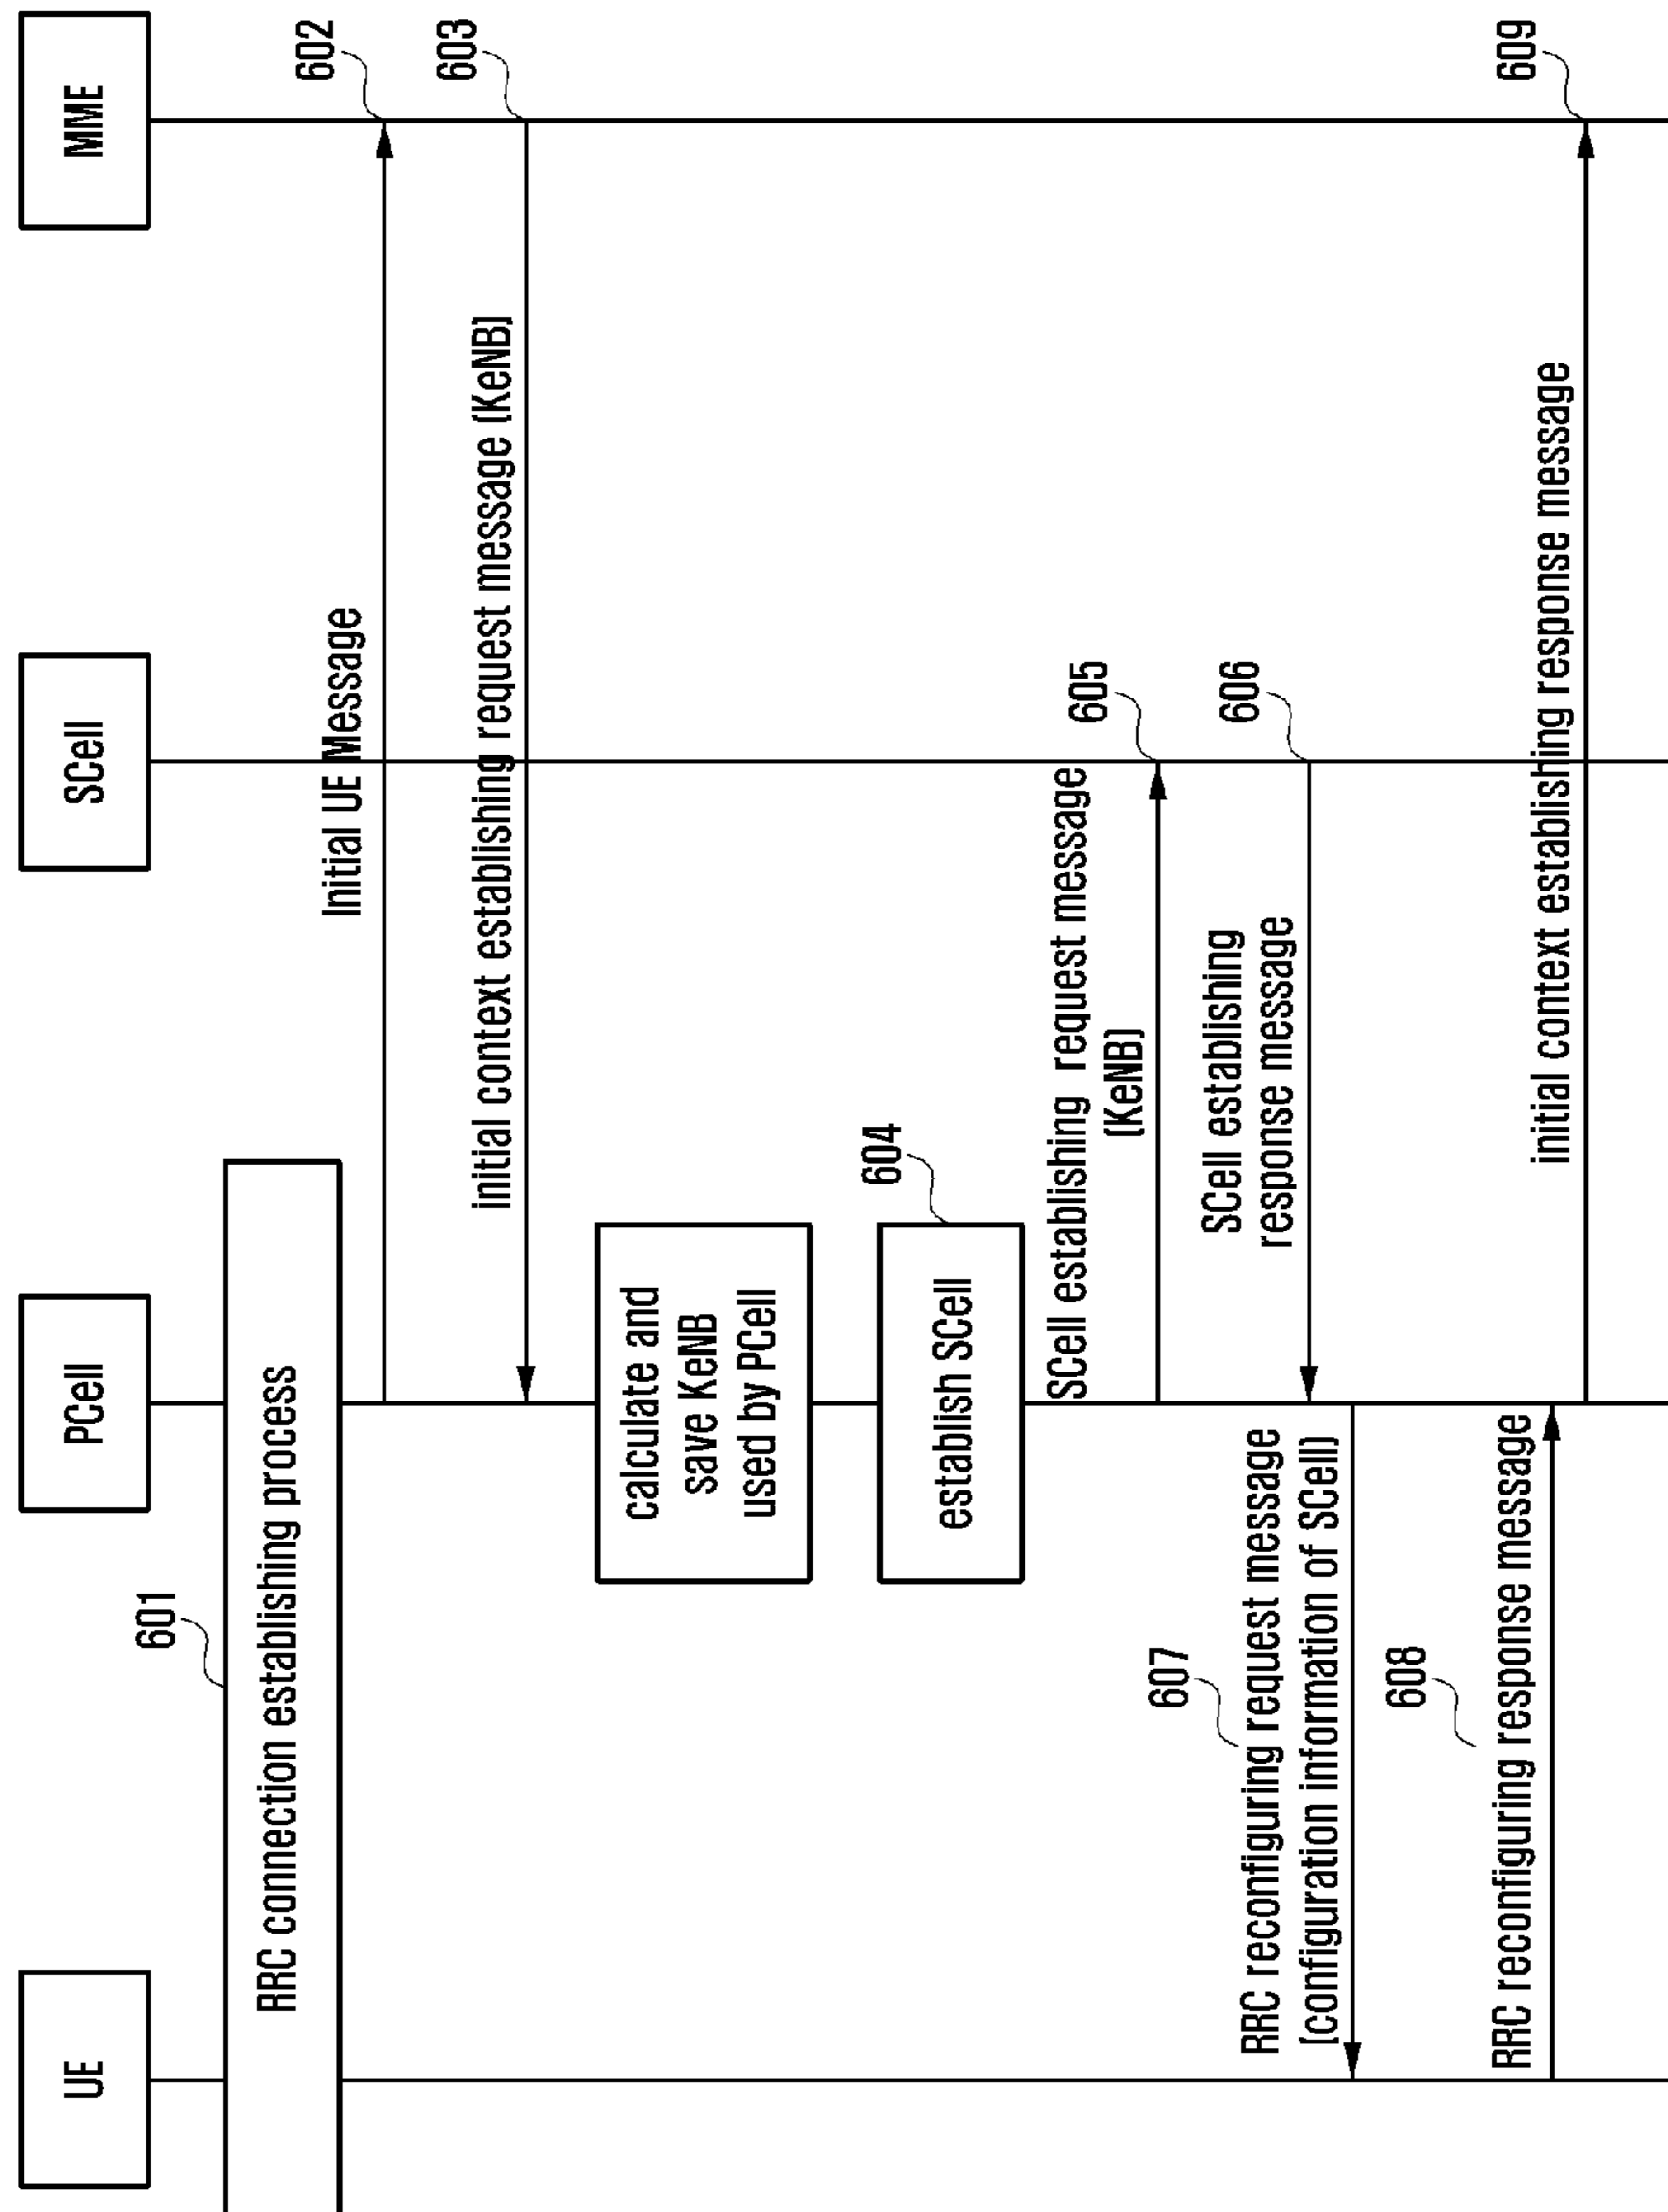 UE
PCell
SCell
MME
601
RRC connection establishing process
Initial UE Message
602
initial context establishing request message (KeNB)
603
calculate and
save KeNB
used by PCell
604
establish SCell
SCell establishing request message
(KeNB)
605
SCell establishing
response message
606
607
RRC reconfiguring request message
(configuration information of SCell)
608
RRC reconfiguring response message
initial context establishing response message
609